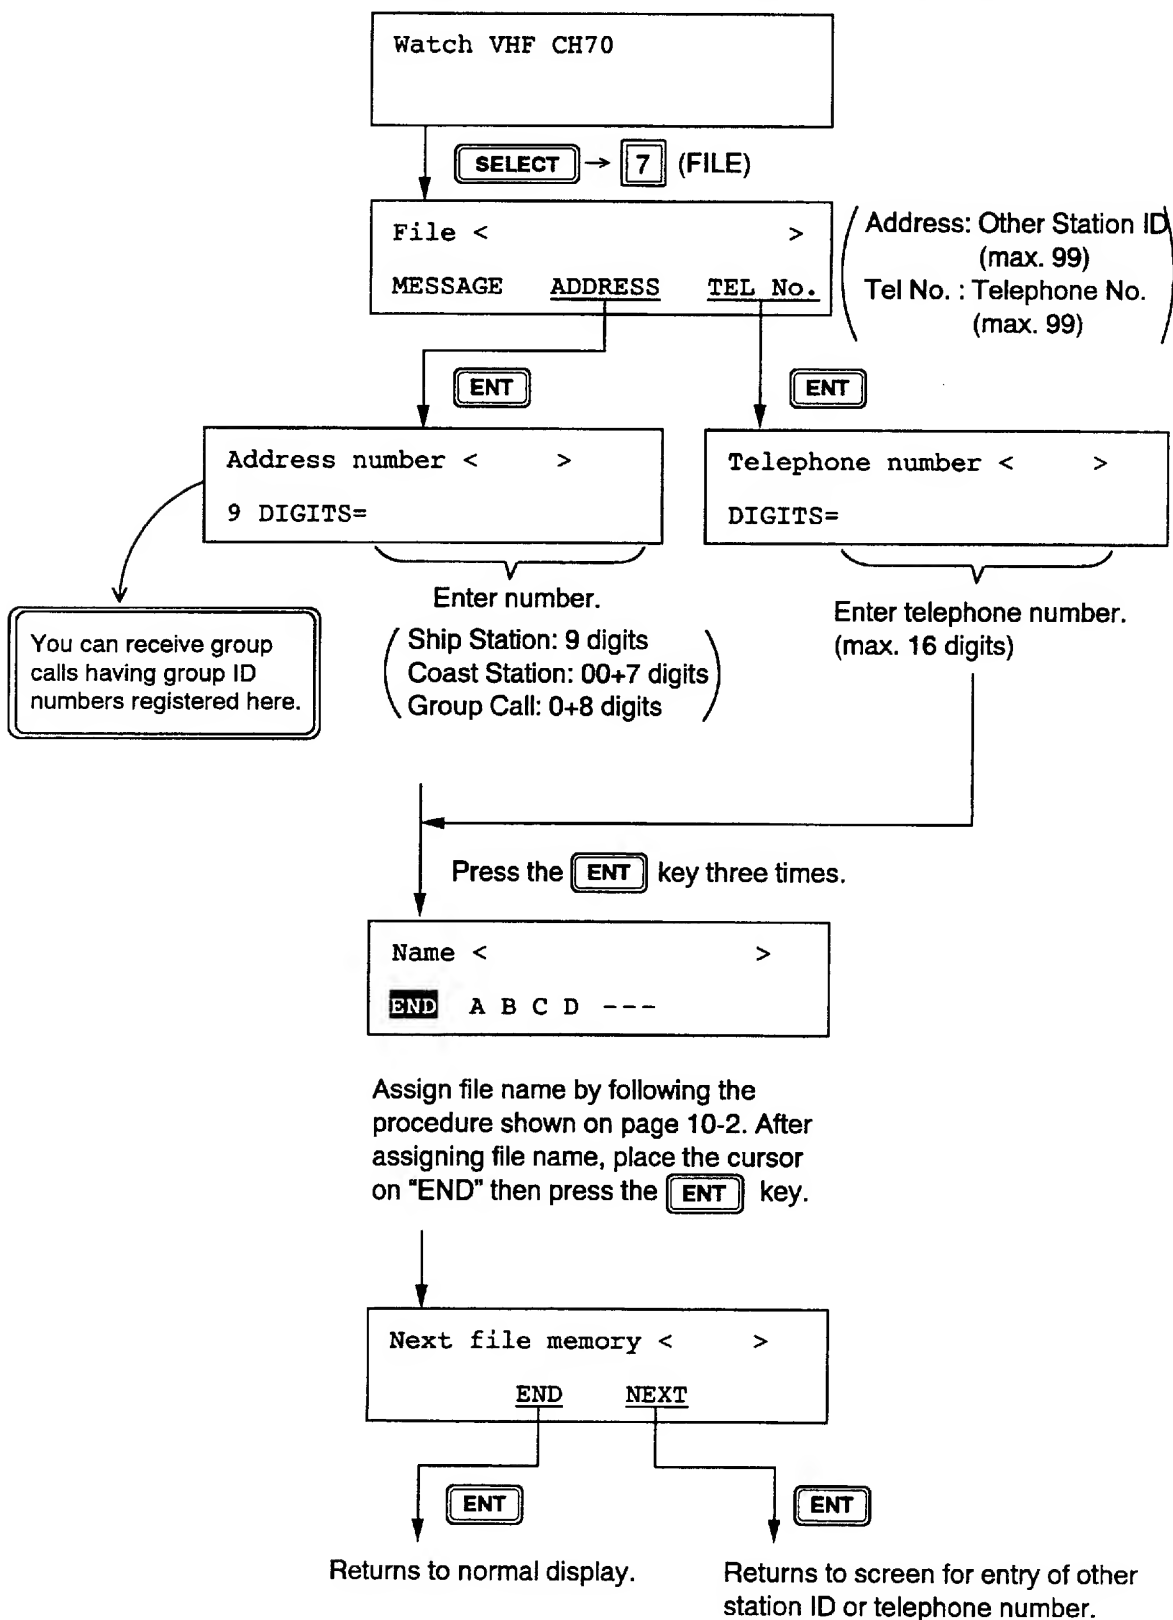 Watch VHF CH70
SELECT → 7 (FILE)
File < >
MESSAGE ADDRESS TEL No.
Address: Other Station ID
(max. 99)
Tel No. : Telephone No.
(max. 99)
ENT
ENT
Address number < >
9 DIGITS=
Telephone number < >
DIGITS=
You can receive group
calls having group ID
numbers registered here.
Enter number.
Ship Station: 9 digits
Coast Station: 00+7 digits
Group Call: 0+8 digits
Enter telephone number.
(max. 16 digits)
Press the ENT key three times.
Name < >
END A B C D ---
Assign file name by following the
procedure shown on page 10-2. After
assigning file name, place the cursor
on "END" then press the ENT key.
Next file memory < >
END NEXT
ENT
ENT
Returns to normal display.
Returns to screen for entry of other
station ID or telephone number.